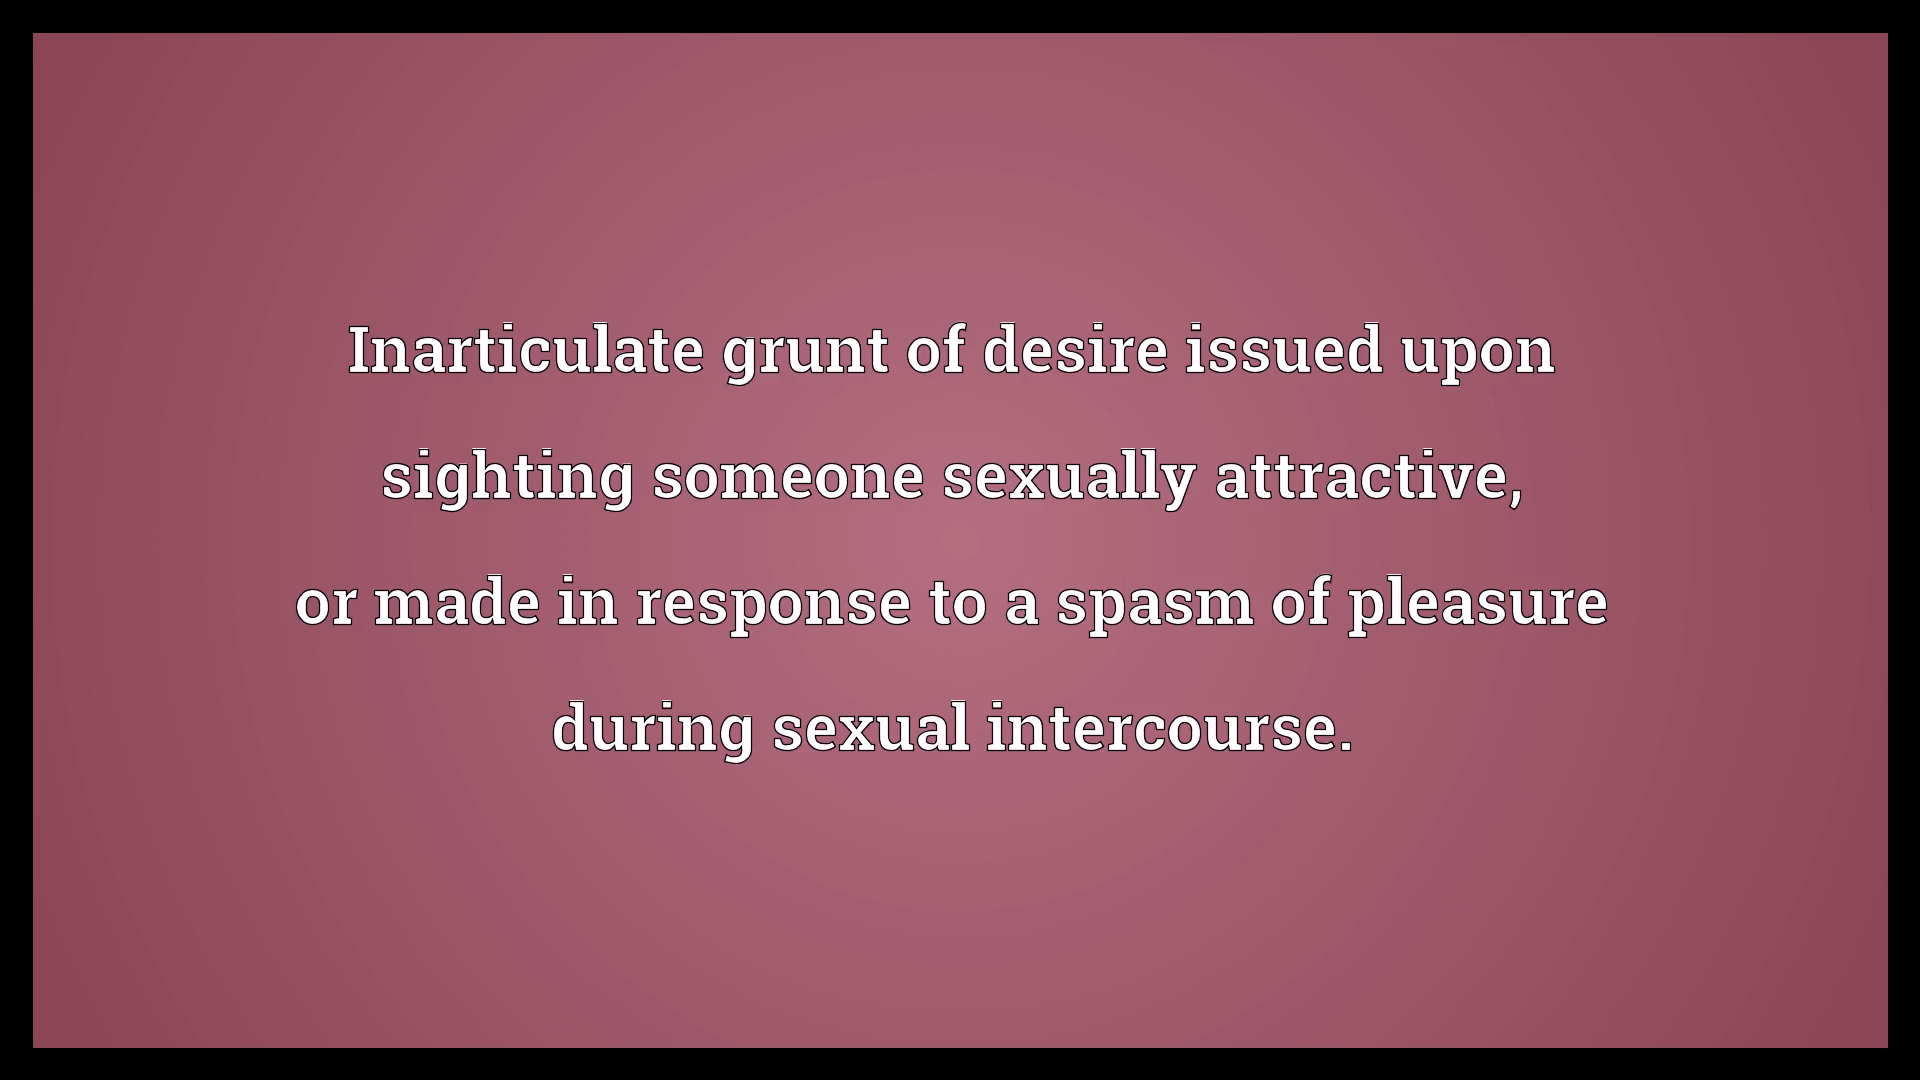 Inarticulate grunt of desire issued upon
sighting someone sexually attractive,
or made in response to a spasm of pleasure
during sexual intercourse.